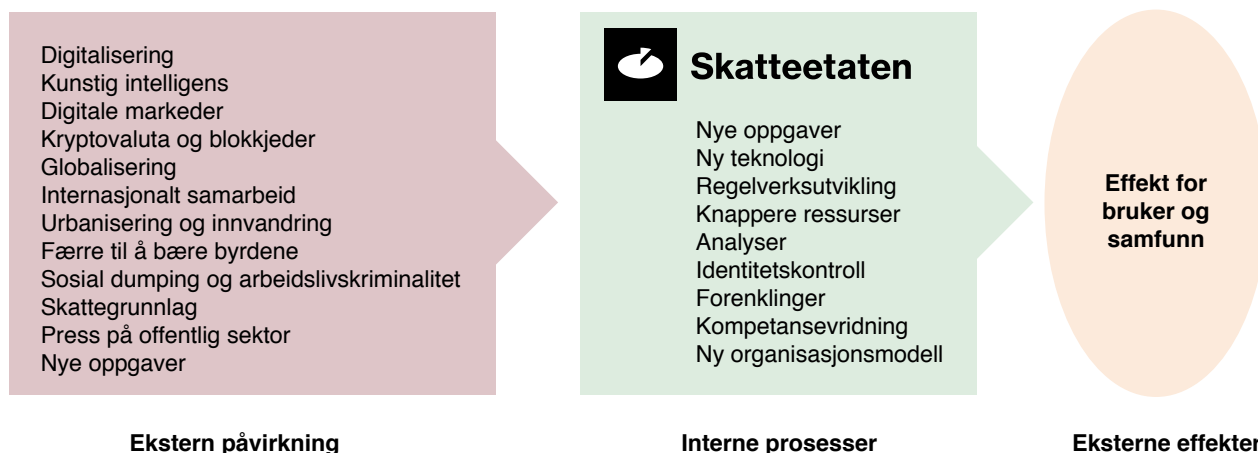 Digitalisering
Kunstig intelligens
Digitale markeder
Kryptovaluta og blokkjeder
Globalisering
Internasjonalt samarbeid
Urbanisering og innvandring
Færre til å bære byrdene
Sosial dumping og arbeidslivskriminalitet
Skattegrunnlag
Press på offentlig sektor
Nye oppgaver
Ekstern påvirkning
Skatteetaten
Nye oppgaver
Ny teknologi
Regelverksutvikling
Knappere ressurser
Analyser
Identitetskontroll
Forenklinger
Kompetansevridning
Ny organisasjonsmodell
Interne prosesser
Effekt for
bruker og
samfunn
Eksterne effekter